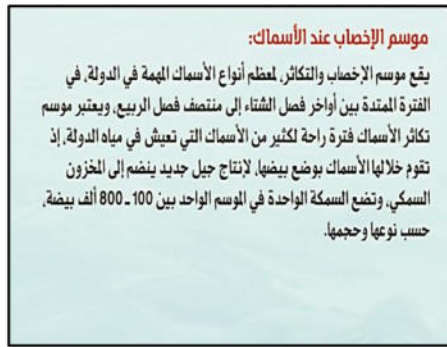 موسم الإخصاب عند الأسماك:
يقع موسم الإخصاب والتكاثر، لمعظم أنواع الأسماك المهمة في الدولة، في
الفترة الممتدة بين أواخر فصل الشتاء إلى منتصف فصل الربيع، ويعتبر موسم
تكاثر الأسماك فترة راحة لكثير من الأسماك التي تعيش في مياه الدولة، إذ
تقوم خلالها الأسماك بوضع بيضها، لإنتاج جيل جديد ينضم إلى المخزون
السمكي، وتضع السمكة الواحدة في الموسم الواحد بين 100 ـ 800 ألف بيضة،
حسب نوعها وحجمها.